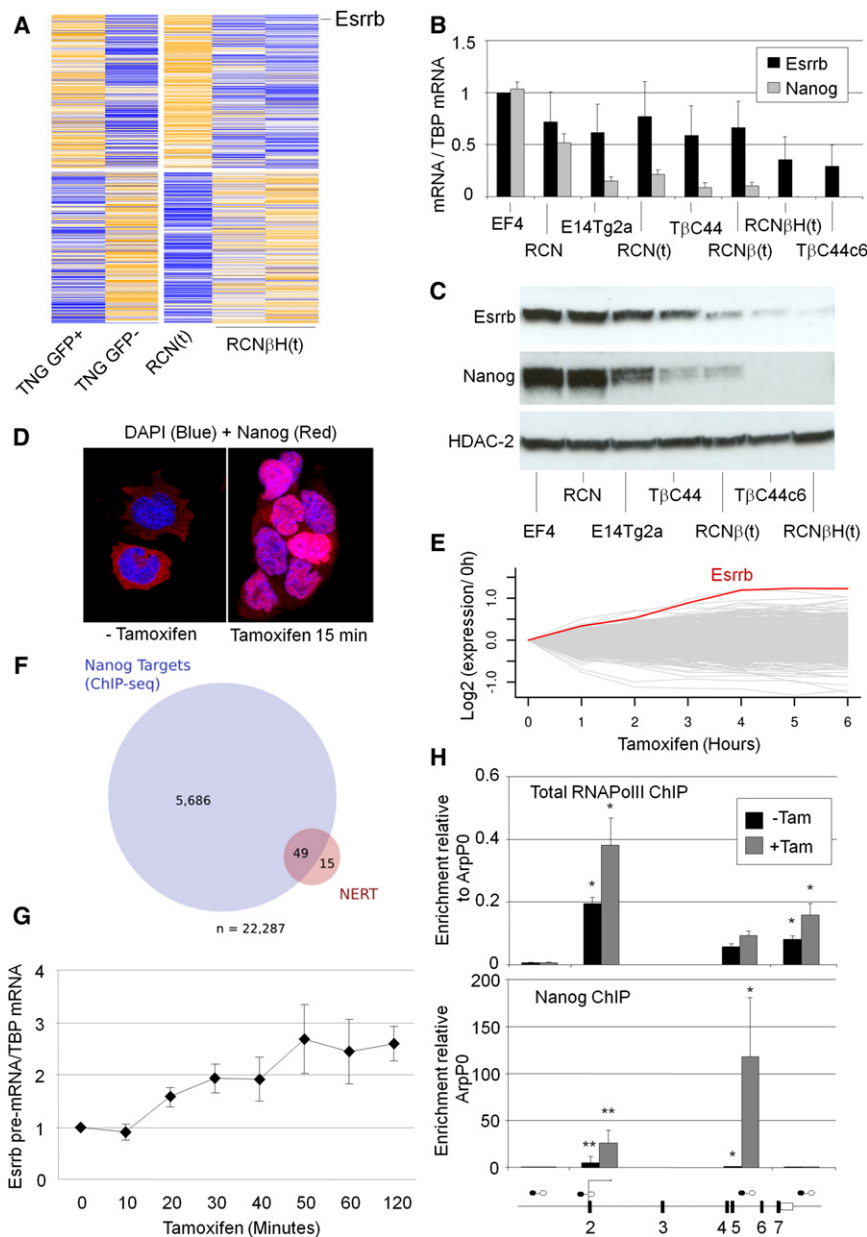 A
Esrrb
TNG GFP+
TNG GFP-
RCN(t)
RCNβH(t)
B
mRNA / TBP mRNA
1.5
1
0.5
0
Esrrb
Nanog
EF4
RCN
E14Tg2a
RCN(t)
TβC44
RCNβ(t)
RCNβH(t)
TβC44c6
C
Esrrb
Nanog
HDAC-2
RCN
TβC44
TβC44c6
EF4
E14Tg2a
RCNβ(t)
RCNβH(t)
D
DAPI (Blue) + Nanog (Red)
- Tamoxifen
Tamoxifen 15 min
E
Esrrb
Log2 (expression/ 0h)
1.0
0.0
-1.0
0 1 2 3 4 5 6
Tamoxifen (Hours)
F
Nanog Targets
(ChIP-seq)
5,686
49
15
NERT
n = 22,287
G
Esrrb pre-mRNA/TBP mRNA
4
3
2
1
0
0 10 20 30 40 50 60 120
Tamoxifen (Minutes)
H
Total RNAPolII ChIP
-Tam
+Tam
Enrichment relative
to ArpP0
0.6
0.4
0.2
0
* * * *
Nanog ChIP
Enrichment relative
ArpP0
200
150
100
50
0
** ** * *
2 3 4 5 6 7